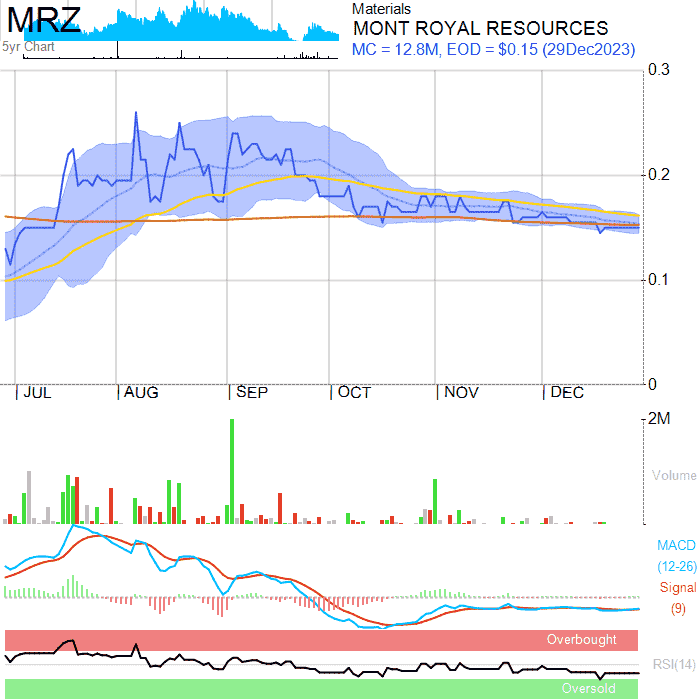 MRZ
5yr Chart
Materials
MONT ROYAL RESOURCES
MC = 12.8M, EOD = $0.15 (29Dec2023)
0.3
0.2
0.1
0
JUL AUG SEP OCT NOV DEC
2M
Volume
MACD
(12-26)
Signal
(9)
Overbought
RSI(14)
Oversold